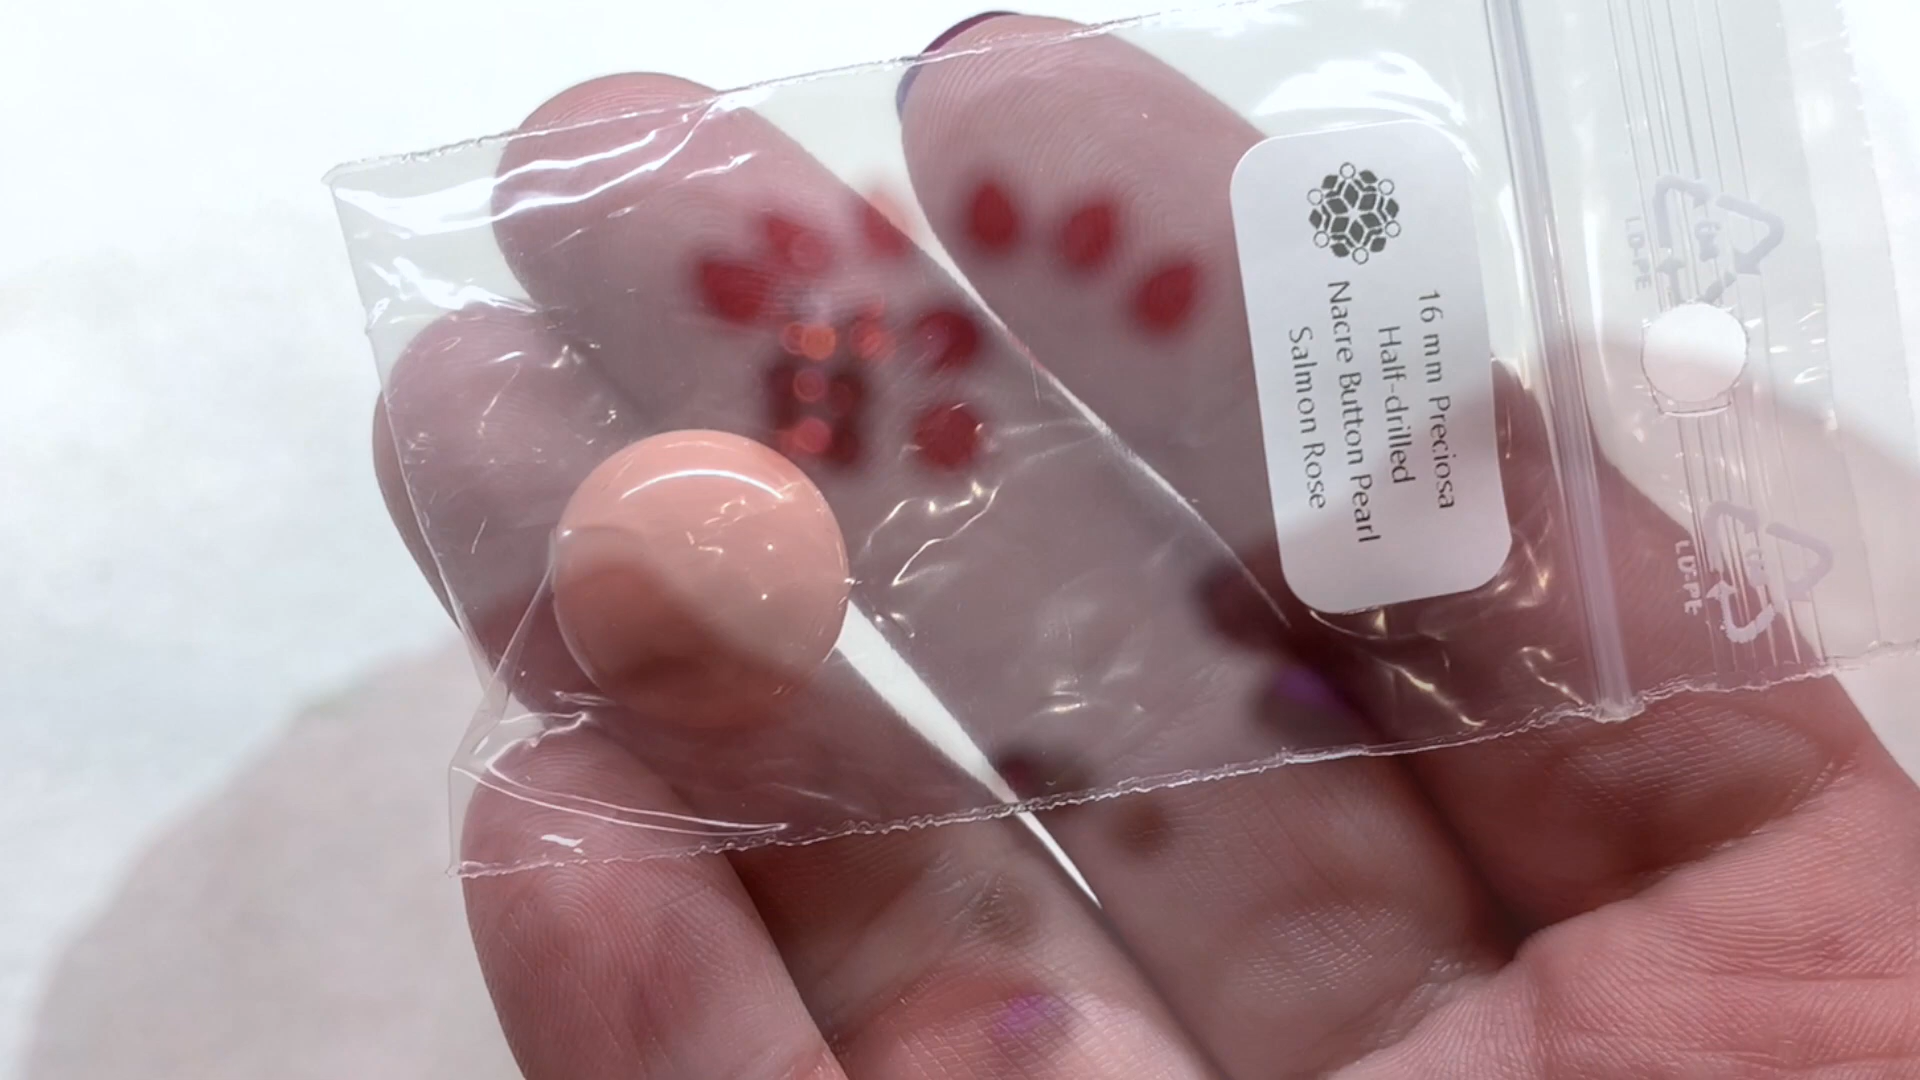 16 mm Preciosa
Half-drilled
Nacre Button Pearl
Salmon Rose
LD-PE
LD-PE